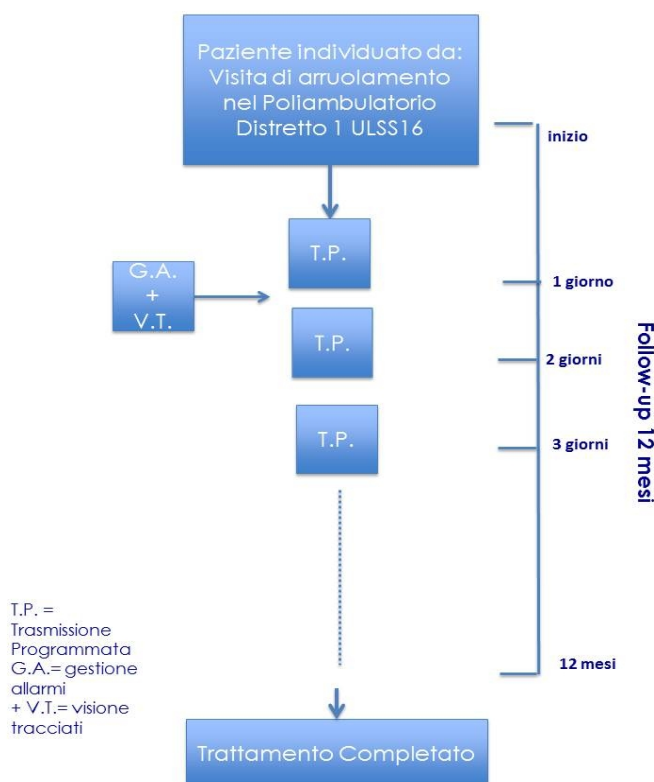 Paziente individuato da:
Visita di arruolamento
nel Poliambulatorio
Distretto 1 ULSS16
inizio
T.P.
G.A.
+
V.T.
1 giorno
T.P.
2 giorni
T.P.
3 giorni
Follow-up 12 mesi
T.P. =
Trasmissione
Programmata
G.A.= gestione
allarmi
+ V.T.= visione
tracciati
12 mesi
Trattamento Completato